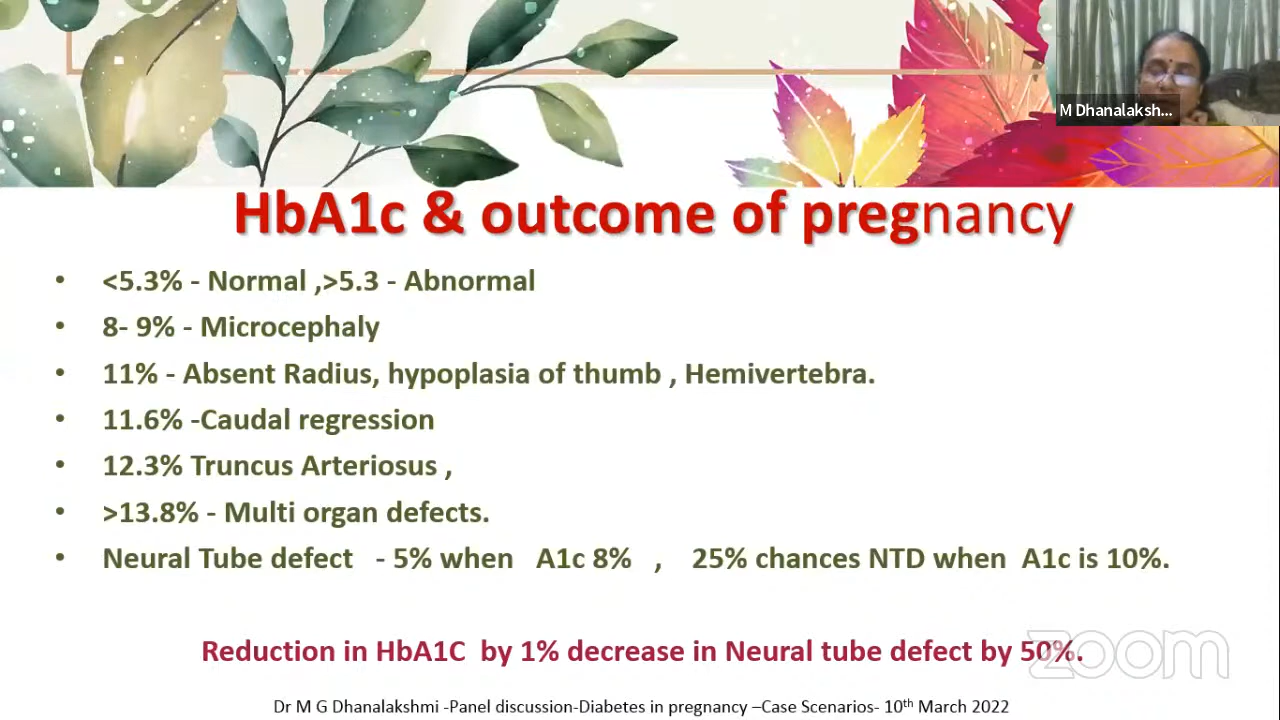 M Dhanalaksh...
HbA1c & outcome of pregnancy
• <5.3% - Normal ,>5.3 - Abnormal
• 8- 9% - Microcephaly
• 11% - Absent Radius, hypoplasia of thumb , Hemivertebra.
• 11.6% -Caudal regression
• 12.3% Truncus Arteriosus ,
• >13.8% - Multi organ defects.
• Neural Tube defect - 5% when A1c 8% , 25% chances NTD when A1c is 10%.
Reduction in HbA1C by 1% decrease in Neural tube defect by 50%.
zoom
Dr M G Dhanalakshmi -Panel discussion-Diabetes in pregnancy –Case Scenarios- 10th March 2022